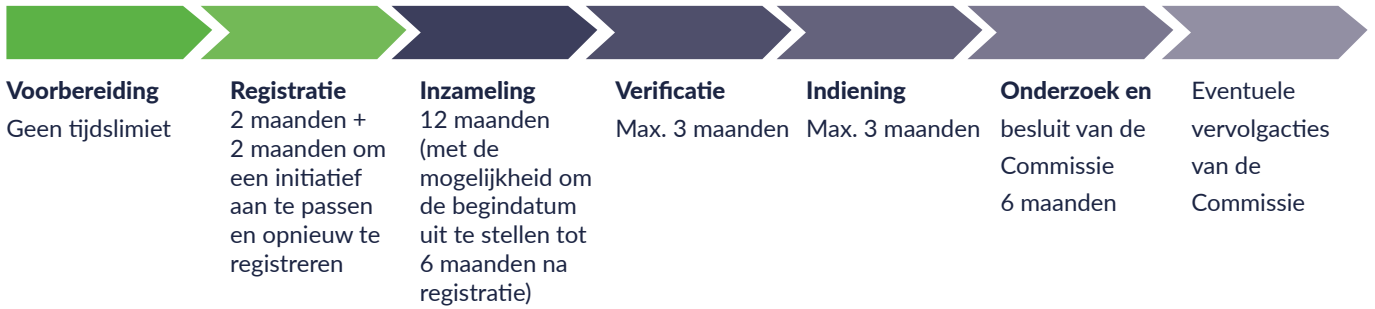 Voorbereiding
Geen tijdslimiet
Registratie
2 maanden +
2 maanden om
een initiatief
aan te passen
en opnieuw te
registreren
Inzameling
12 maanden
(met de
mogelijkheid om
de begindatum
uit te stellen tot
6 maanden na
registratie)
Verificatie
Max. 3 maanden
Indiening
Max. 3 maanden
Onderzoek en
besluit van de
Commissie
6 maanden
Eventuele
vervolgacties
van de
Commissie